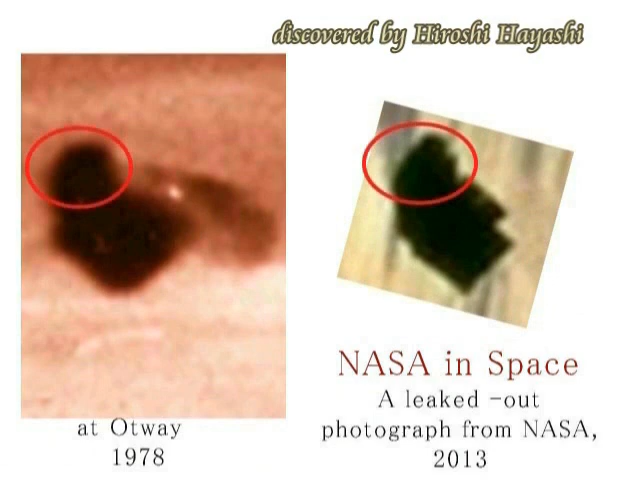 discovered by Hiroshi Hayashi
NASA in Space
A leaked -out
at Otway
photograph from NASA,
1978
2013